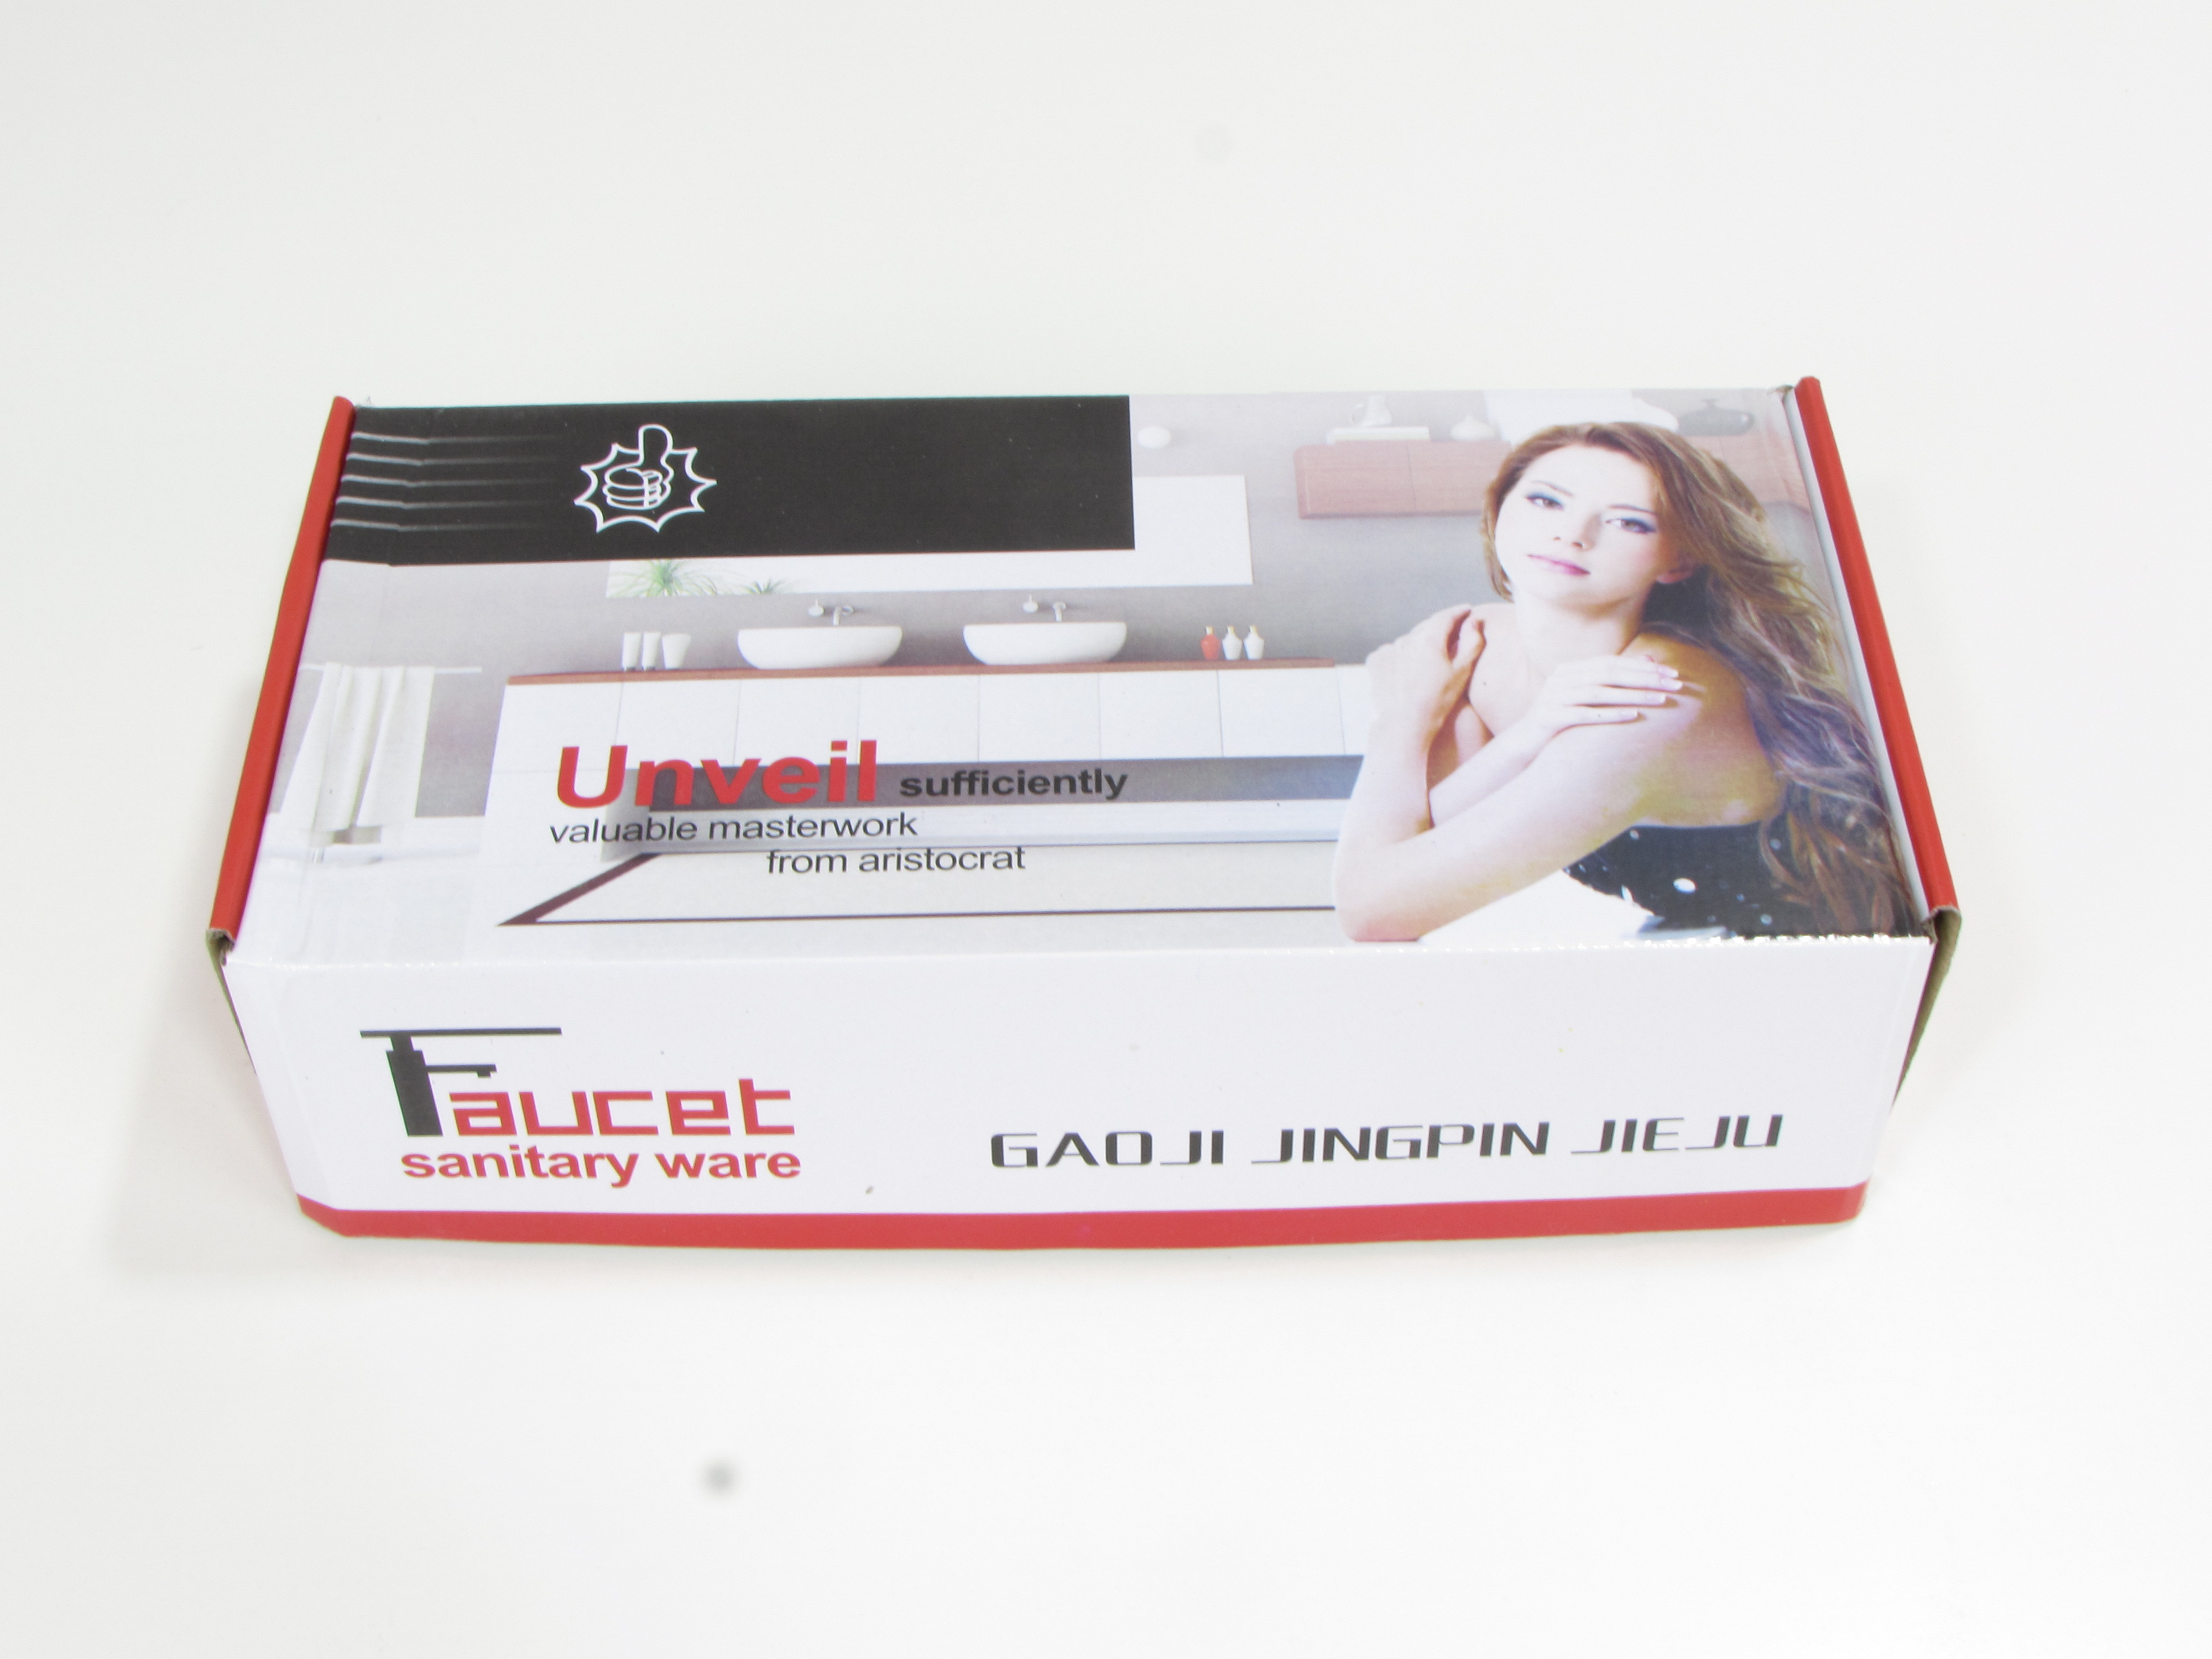 Unveil sufficiently
valuable masterwork
from aristocrat
Faucet
sanitary ware
GAOJI JINGPIN JIEJU